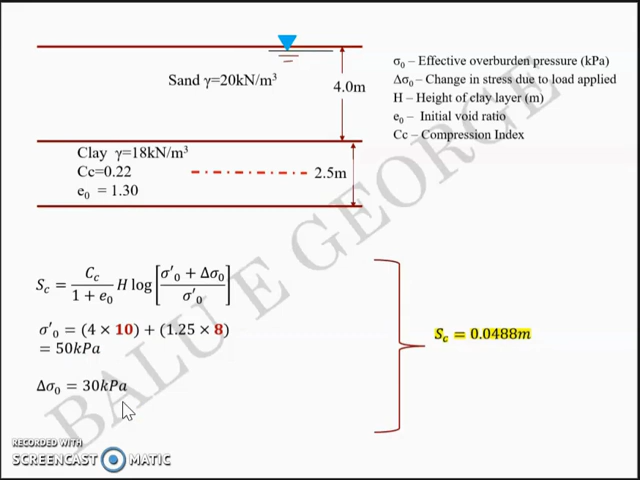 σ₀ – Effective overburden pressure (kPa)
Sand γ=20kN/m³
4.0m
Δσ₀ – Change in stress due to load applied
H – Height of clay layer (m)
e₀ – Initial void ratio
Cc – Compression Index
Clay γ=18kN/m³
Cc=0.22
2.5m
e₀ = 1.30
S_c = C_c / (1 + e₀) H log [(σ′₀ + Δσ₀) / σ′₀]
σ′₀ = (4 × 10) + (1.25 × 8)
= 50kPa
S_c = 0.0488m
Δσ₀ = 30kPa
BALU E GEORGE
RECORDED WITH
SCREENCAST MATIC